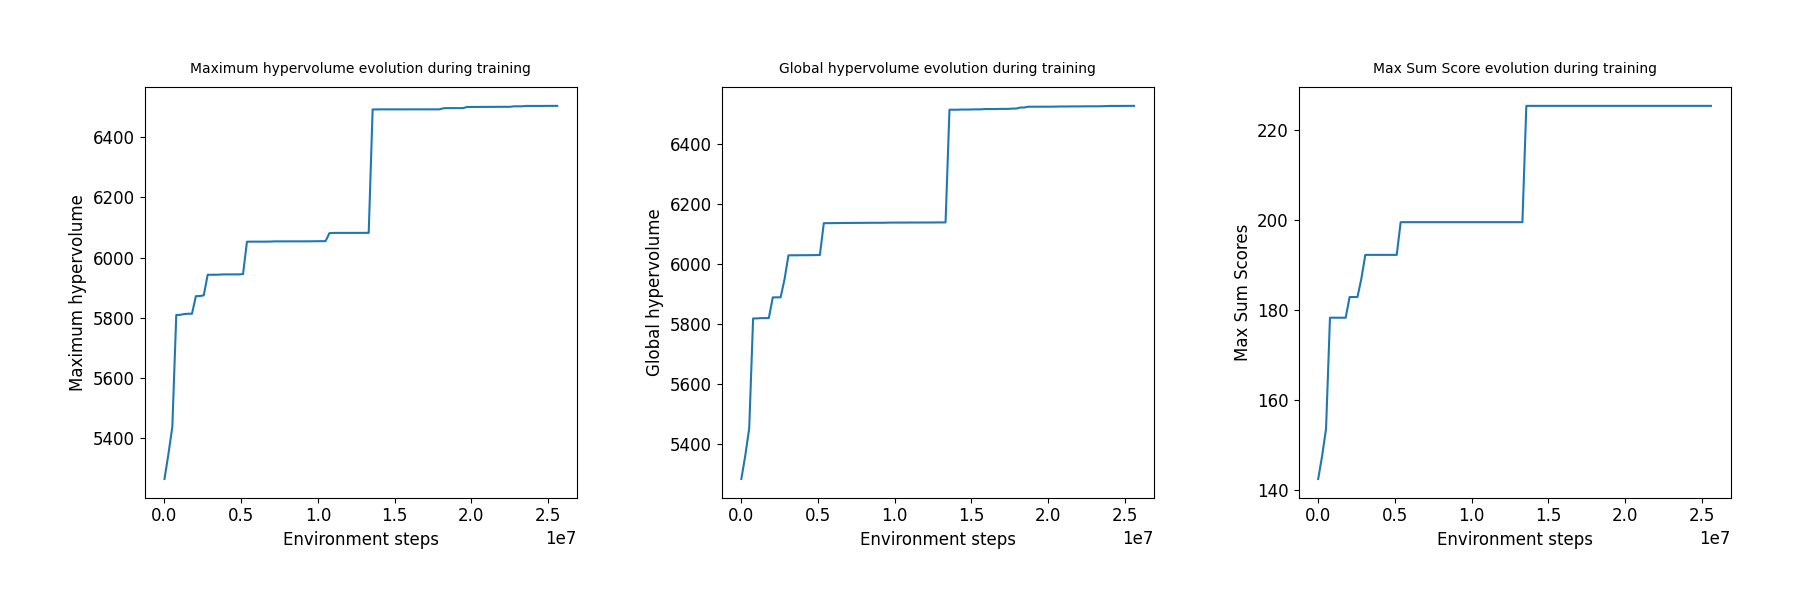 Maximum hypervolume evolution during training
Maximum hypervolume
6400
6200
6000
5800
5600
5400
0.0 0.5 1.0 1.5 2.0 2.5
Environment steps
1e7
Global hypervolume evolution during training
Global hypervolume
6400
6200
6000
5800
5600
5400
0.0 0.5 1.0 1.5 2.0 2.5
Environment steps
1e7
Max Sum Score evolution during training
Max Sum Scores
220
200
180
160
140
0.0 0.5 1.0 1.5 2.0 2.5
Environment steps
1e7